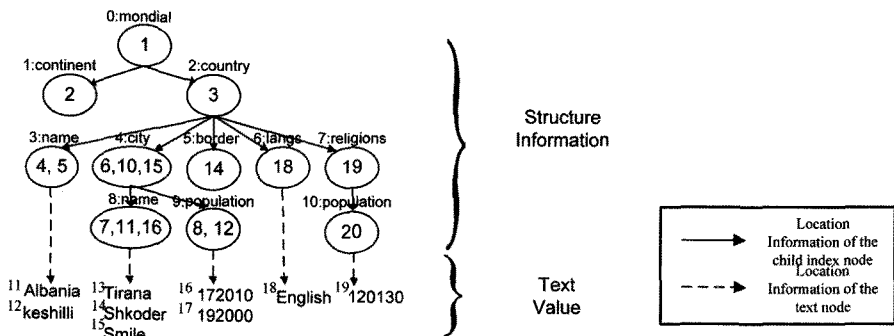 0:mondial
1
1:continent
2:country
2
3
3:name
4:city
5:border
6:langs
7:religions
4, 5
6,10,15
14
18
19
8:name
9:population
10:population
7,11,16
8, 12
20
11 Albania
12 keshilli
13 Tirana
14 Shkoder
15 Smile
16 172010
17 192000
18 English
19 120130
Structure
Information
Text
Value
Location
Information of the
child index node
Location
Information of the
text node